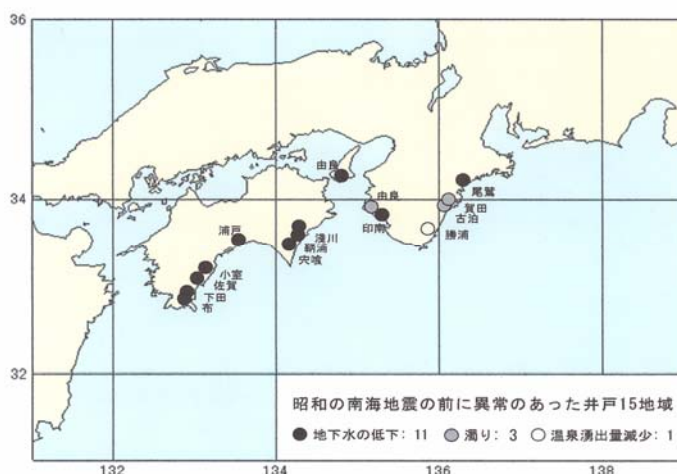 36
34
32
132
134
136
138
由良
由良
尾鷲
賀田
古泊
勝浦
印南
浦戸
浅川
鞆浦
宍喰
小室
佐賀
下田
布
昭和の南海地震の前に異常のあった井戸15地域
地下水の低下: 11 濁り: 3 温泉湧出量減少: 1